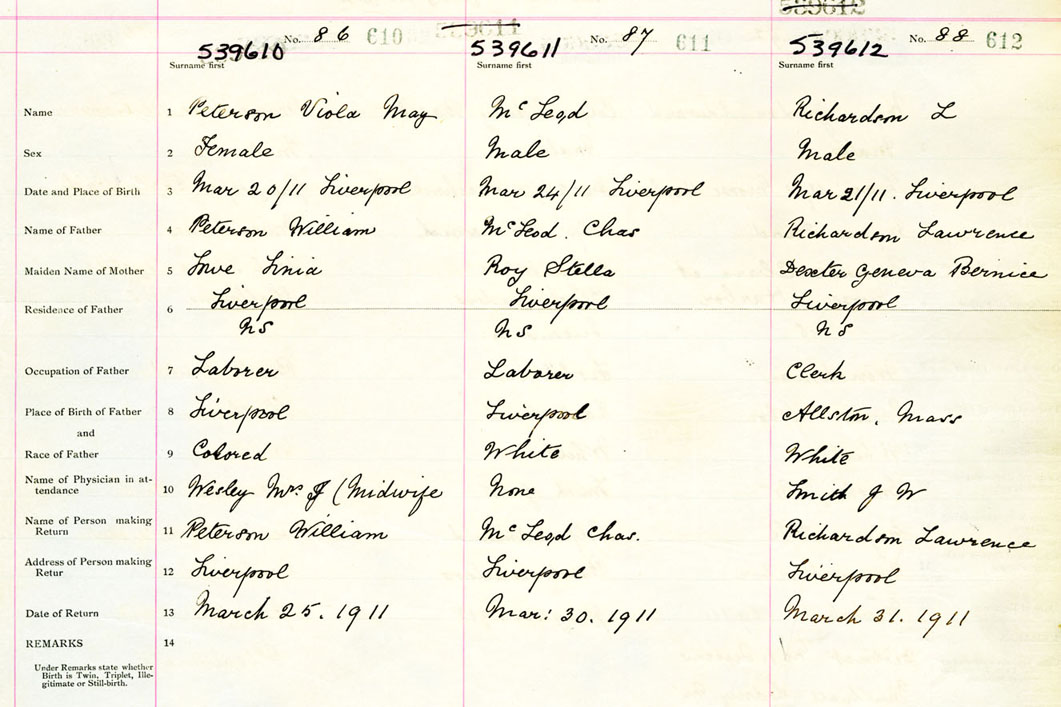 539612
539611
539610 No. 86 610
539611 No. 87 611
539612 No. 88 612
Surname first Surname first Surname first
Name 1 Peterson Viola May McLeod Richardson L
Sex 2 Female Male Male
Date and Place of Birth 3 Mar 20/11 Liverpool Mar 24/11 Liverpool Mar 21/11. Liverpool
Name of Father 4 Peterson William McLeod. Chas Richardson Lawrence
Maiden Name of Mother 5 Lowe Linia Roy Stella Dexter Geneva Bernice
Residence of Father 6 Liverpool Liverpool Liverpool
NS NS NS
Occupation of Father 7 Laborer Laborer Clerk
Place of Birth of Father 8 Liverpool Liverpool Allston, Mass
and
Race of Father 9 Colored White White
Name of Physician in at-
tendance 10 Wesley Mrs J (Midwife None Smith J W
Name of Person making
Return 11 Peterson William McLeod Chas. Richardson Lawrence
Address of Person making
Retur 12 Liverpool Liverpool Liverpool
Date of Return 13 March 25. 1911 Mar: 30. 1911 March 31. 1911
REMARKS 14
Under Remarks state whether
Birth is Twin, Triplet, Ille-
gitimate or Still-birth.